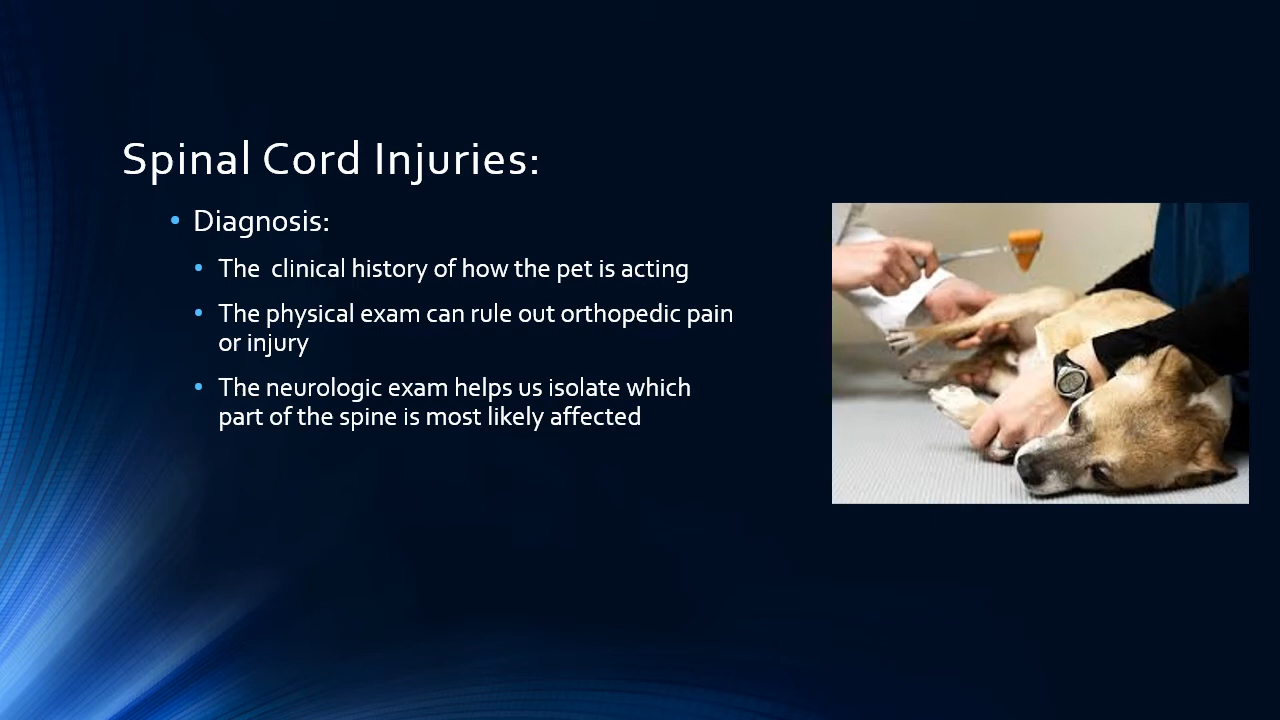 Spinal Cord Injuries:
• Diagnosis:
• The  clinical history of how the pet is acting
• The physical exam can rule out orthopedic pain
or injury
• The neurologic exam helps us isolate which
part of the spine is most likely affected